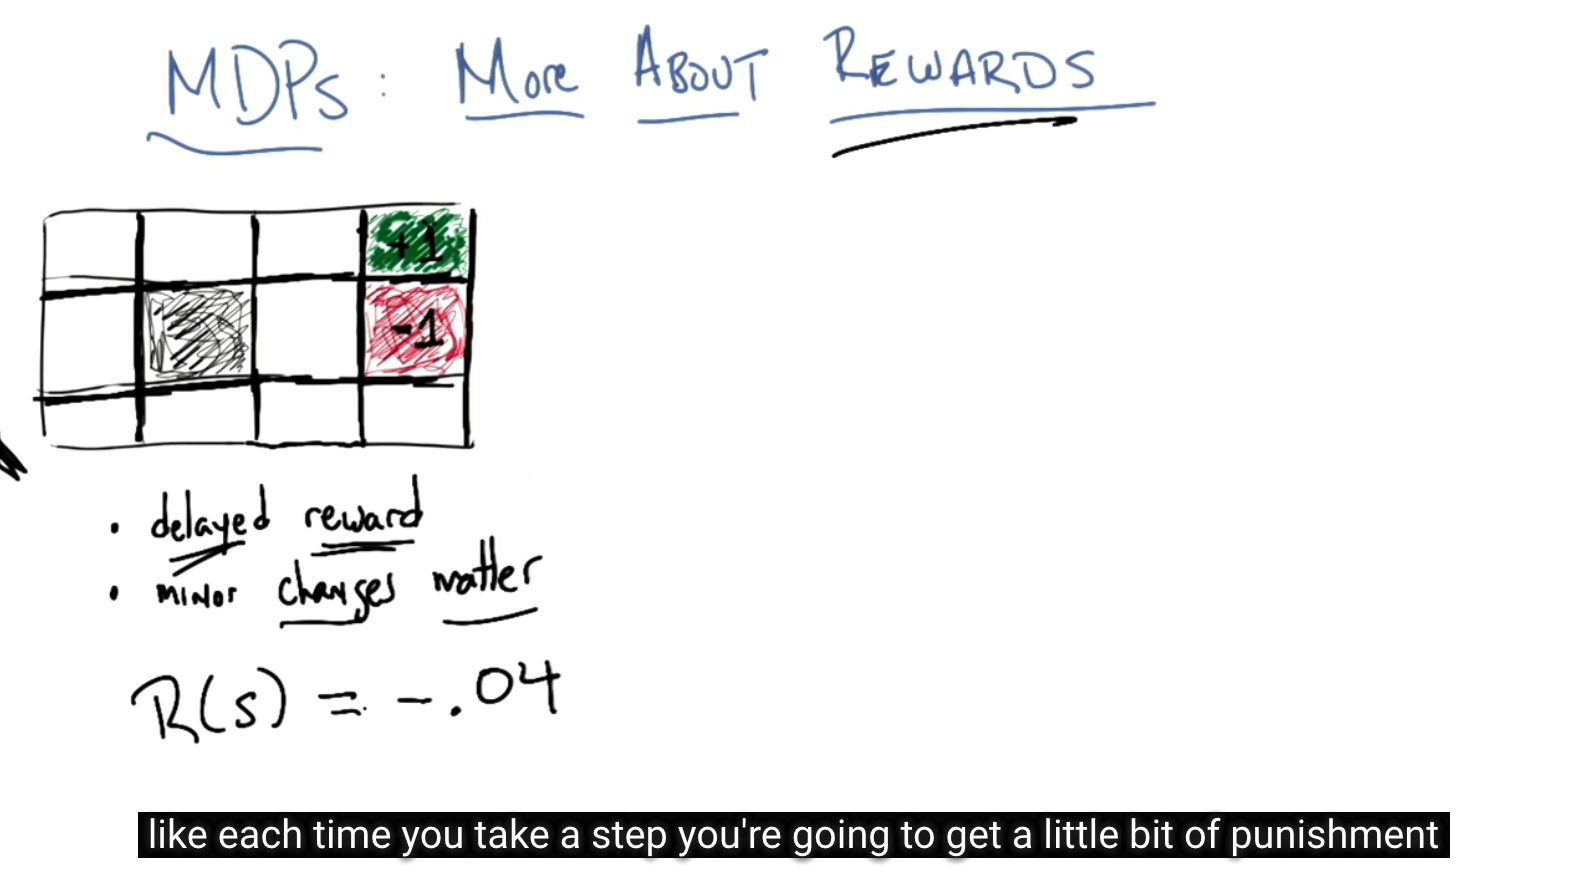 MDPs: More About Rewards
+1
-1
• delayed reward
• minor changes matter
R(s) = -.04
like each time you take a step you're going to get a little bit of punishment